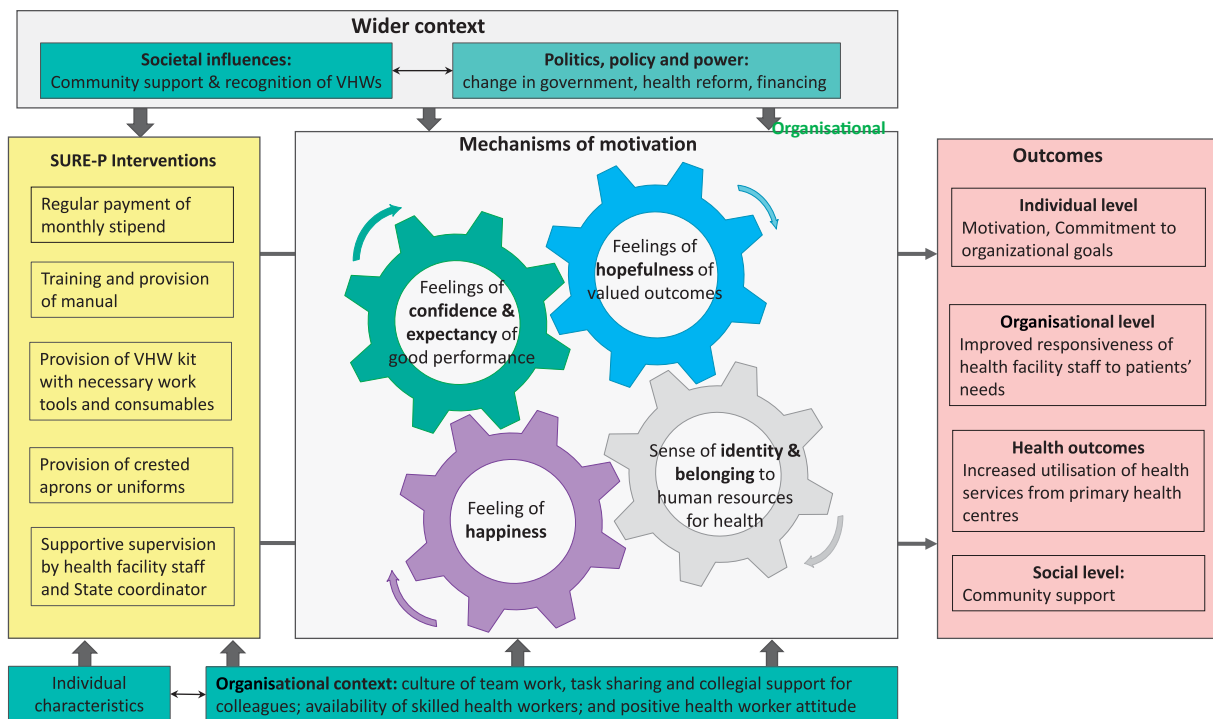 Wider context
Societal influences:
Community support & recognition of VHWs
Politics, policy and power:
change in government, health reform, financing
Organisational
SURE-P Interventions
Regular payment of
monthly stipend
Training and provision
of manual
Provision of VHW kit
with necessary work
tools and consumables
Provision of crested
aprons or uniforms
Supportive supervision
by health facility staff
and State coordinator
Mechanisms of motivation
Feelings of
confidence &
expectancy of
good performance
Feelings of
hopefulness of
valued outcomes
Feeling of
happiness
Sense of identity &
belonging to
human resources
for health
Outcomes
Individual level
Motivation, Commitment to
organizational goals
Organisational level
Improved responsiveness of
health facility staff to patients’
needs
Health outcomes
Increased utilisation of health
services from primary health
centres
Social level:
Community support
Individual
characteristics
Organisational context: culture of team work, task sharing and collegial support for
colleagues; availability of skilled health workers; and positive health worker attitude